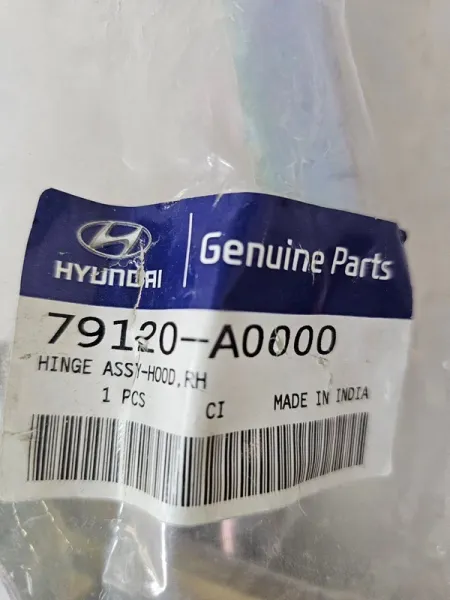 HYUNDAI
Genuine Parts
79120-A0000
HINGE ASSY-HOOD, RH
1 PCS CI MADE IN INDIA